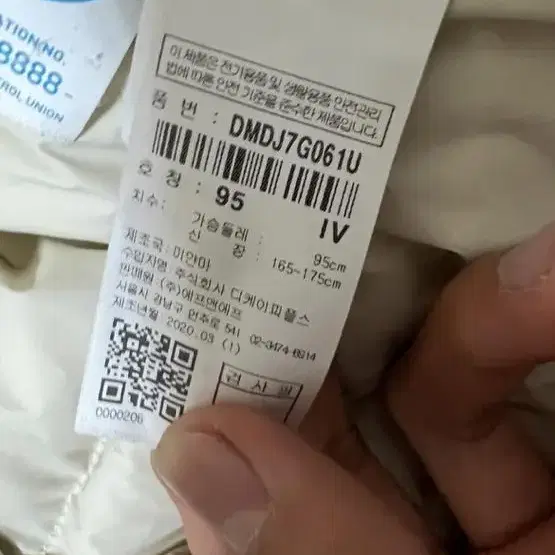 ATION NO.
8888
TROL UNION
이 제품은 전기용품 및 생활용품 안전관리
법에 따른 안전 기준을 준수한 제품입니다.
품 번 : DMDJ7G061U
호 칭 : 95 IV
치수: 가슴둘레 : 95cm
신 장 : 165~175cm
제조국: 미얀마
수입자명 주식회사 디케이피플스
판매원 (주)에프앤에프
서울시 강남구 언주로 541 02-3474-8614
제조년월 2020.03 (1)
0000206
검사필